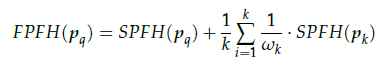 FPFH(p_q) = SPFH(p_q) + \frac{1}{k} \sum_{i=1}^{k} \frac{1}{\omega_k} \cdot SPFH(p_k)